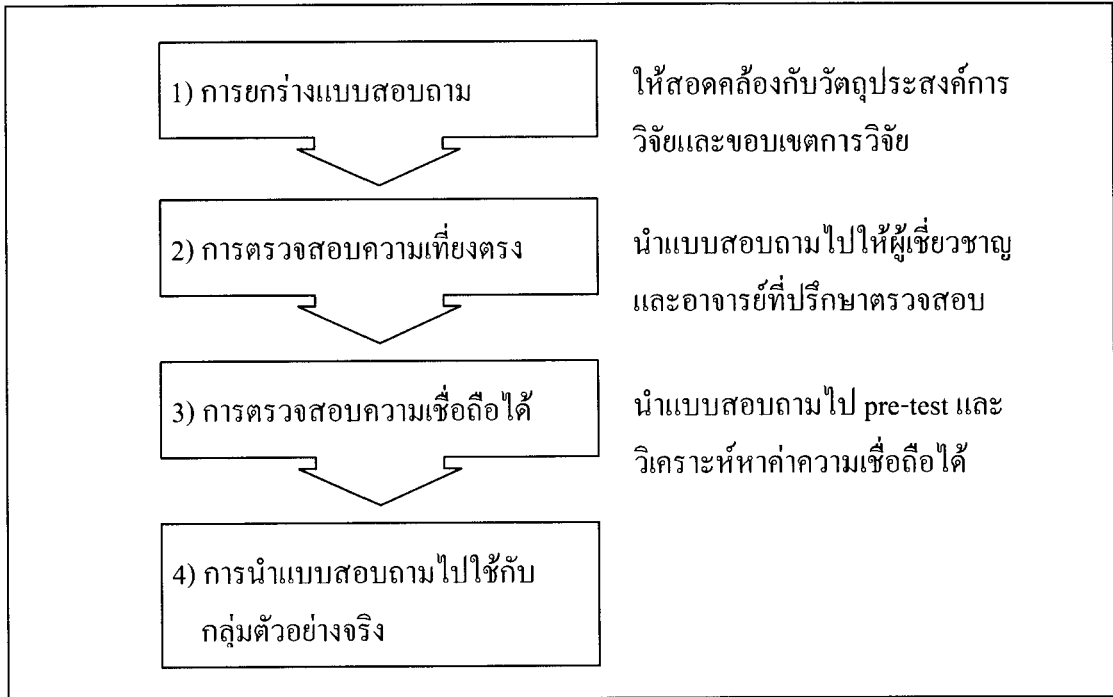 1) การยกร่างแบบสอบถาม
ให้สอดคล้องกับวัตถุประสงค์การ
วิจัยและขอบเขตการวิจัย
2) การตรวจสอบความเที่ยงตรง
นำแบบสอบถามไปให้ผู้เชี่ยวชาญ
และอาจารย์ที่ปรึกษาตรวจสอบ
3) การตรวจสอบความเชื่อถือได้
นำแบบสอบถามไป pre-test และ
วิเคราะห์หาค่าความเชื่อถือได้
4) การนำแบบสอบถามไปใช้กับ
กลุ่มตัวอย่างจริง